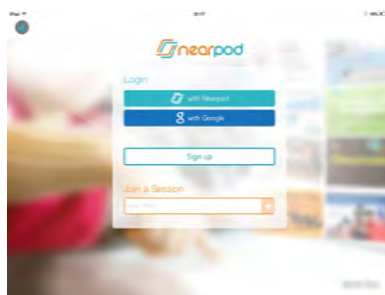 nearpod
Login
with Nearpod
with Google
Sign up
Join a Session